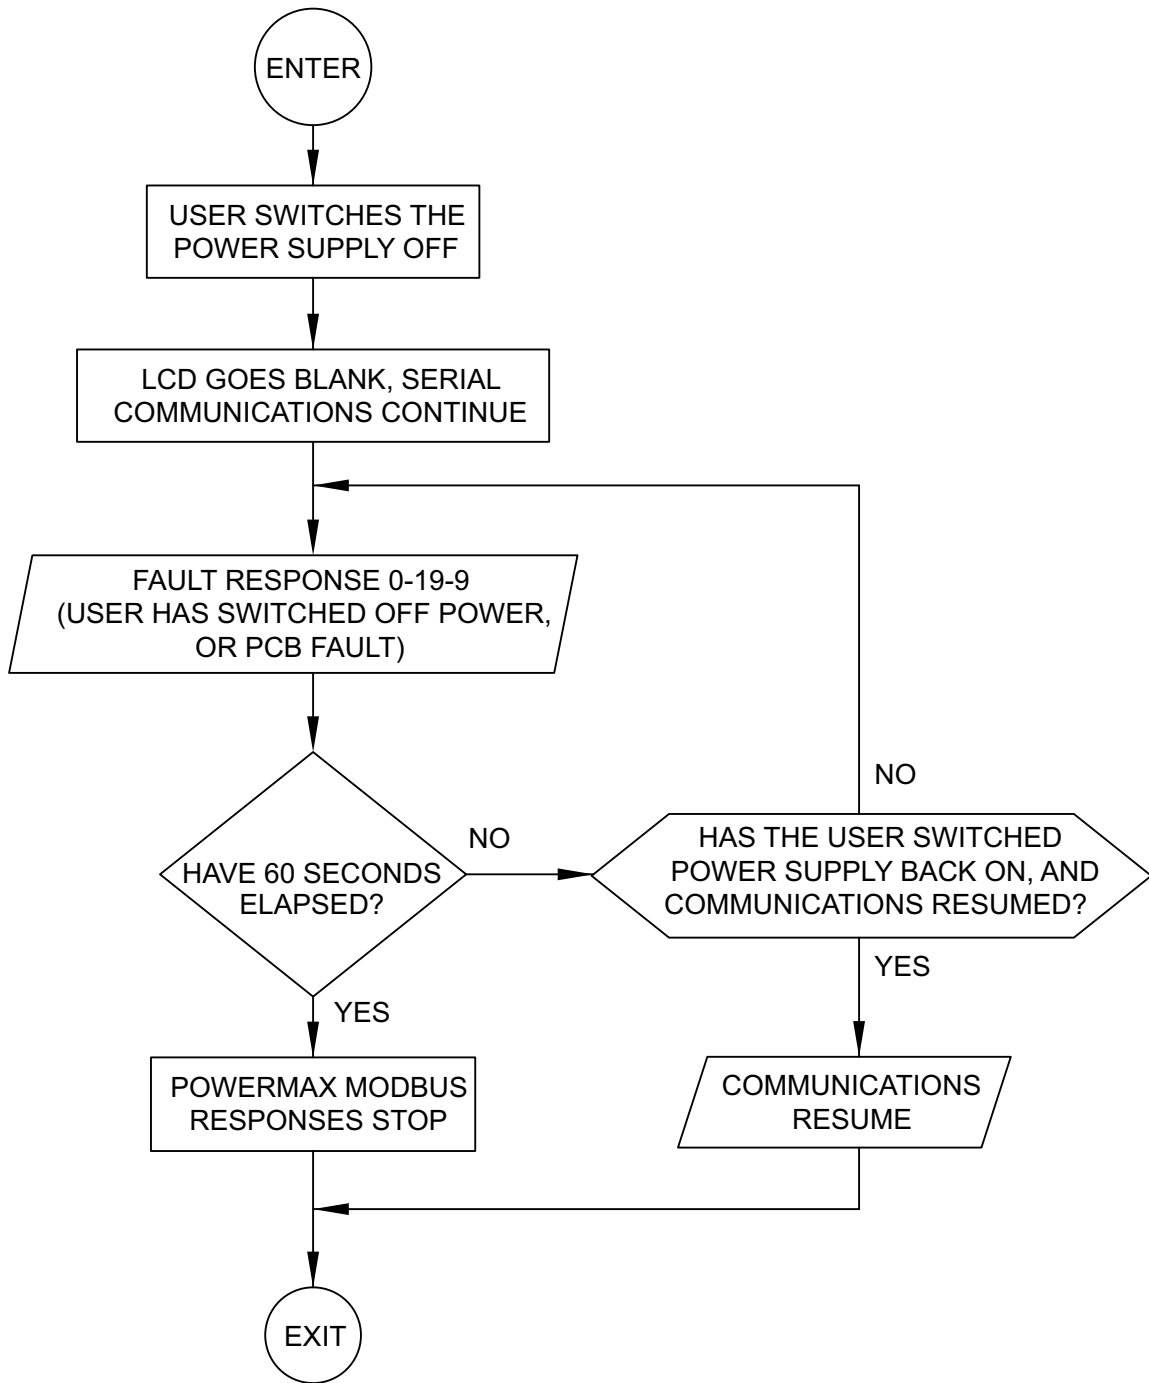 ENTER
USER SWITCHES THE
POWER SUPPLY OFF
LCD GOES BLANK, SERIAL
COMMUNICATIONS CONTINUE
FAULT RESPONSE 0-19-9
(USER HAS SWITCHED OFF POWER,
OR PCB FAULT)
HAVE 60 SECONDS
ELAPSED?
NO
HAS THE USER SWITCHED
POWER SUPPLY BACK ON, AND
COMMUNICATIONS RESUMED?
NO
YES
YES
POWERMAX MODBUS
RESPONSES STOP
COMMUNICATIONS
RESUME
EXIT